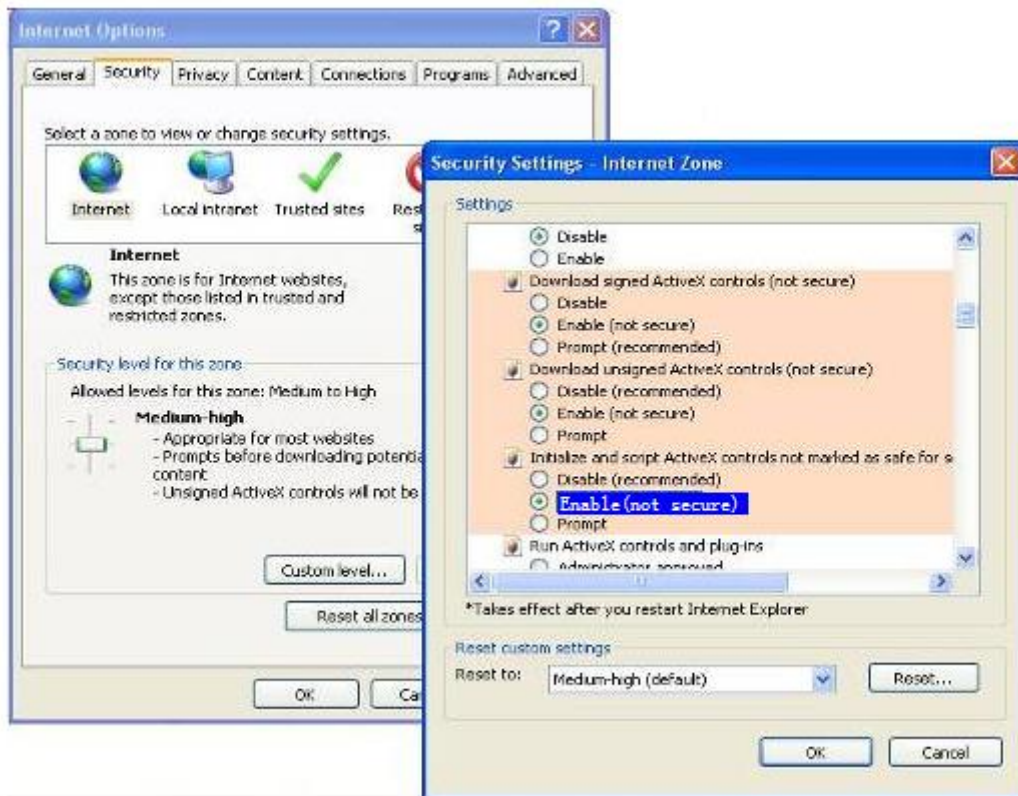 Internet Options
General Security Privacy Content Connections Programs Advanced
Select a zone to view or change security settings.
Internet Local intranet Trusted sites
Internet
This zone is for Internet websites,
except those listed in trusted and
restricted zones.
Security level for this zone
Allowed levels for this zone: Medium to High
Medium-high
- Appropriate for most websites
- Prompts before downloading
content
- Unsigned ActiveX controls will not be
Custom level...
Reset all zones
OK
Security Settings - Internet Zone
Settings
Disable
Enable
Download signed ActiveX controls (not secure)
Disable
Enable (not secure)
Prompt (recommended)
Download unsigned ActiveX controls (not secure)
Disable (recommended)
Enable (not secure)
Prompt
Initialize and script ActiveX controls not marked as safe for s
Disable (recommended)
Enable(not secure)
Prompt
Run ActiveX controls and plug-ins
Administrator approved
*Takes effect after you restart Internet Explorer
Reset custom settings
Reset to: Medium-high (default) Reset...
OK Cancel